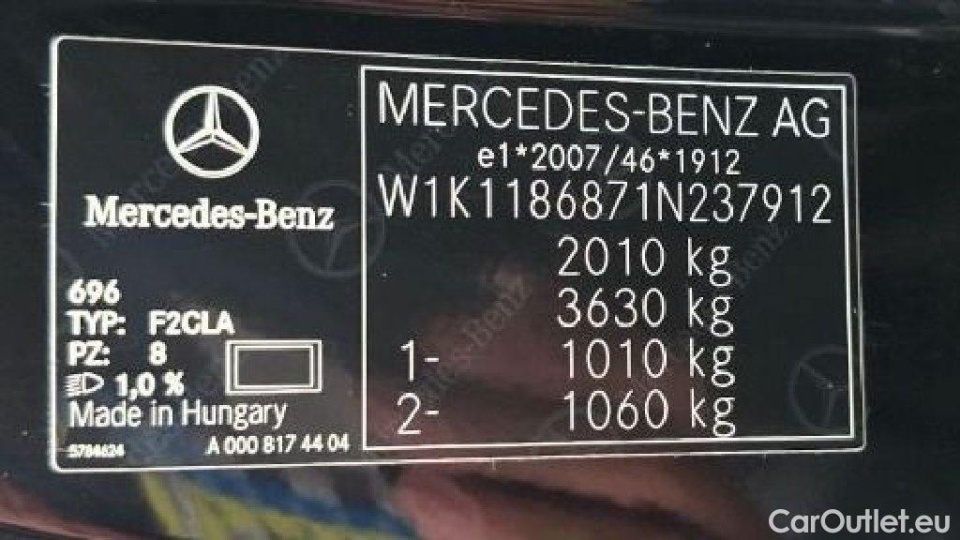 MERCEDES-BENZ AG
e1*2007/46*1912
W1K1186871N237912
2010 kg
3630 kg
1- 1010 kg
2- 1060 kg
Mercedes-Benz
696
TYP: F2CLA
PZ: 8
1,0 %
Made in Hungary
5784624 A 000 817 44 04
CarOutlet.eu